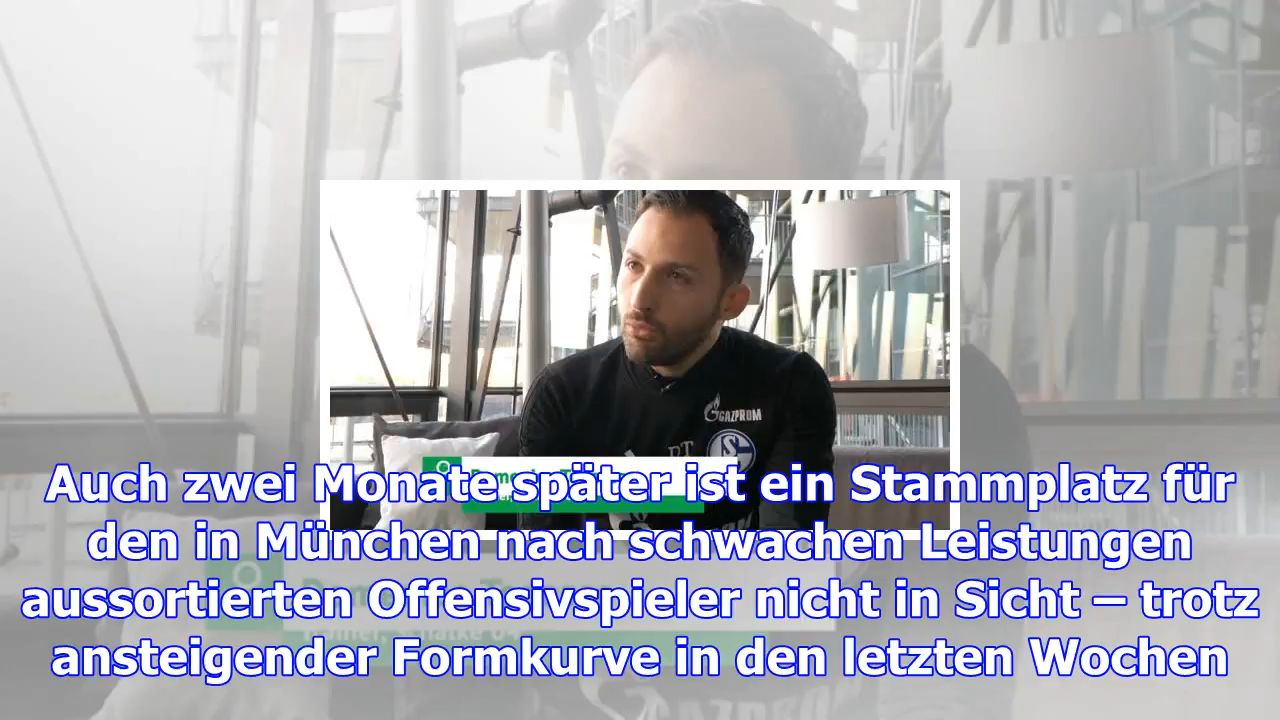 GAZPROM
Auch zwei Monate später ist ein Stammplatz für
den in München nach schwachen Leistungen
aussortierten Offensivspieler nicht in Sicht – trotz
ansteigender Formkurve in den letzten Wochen